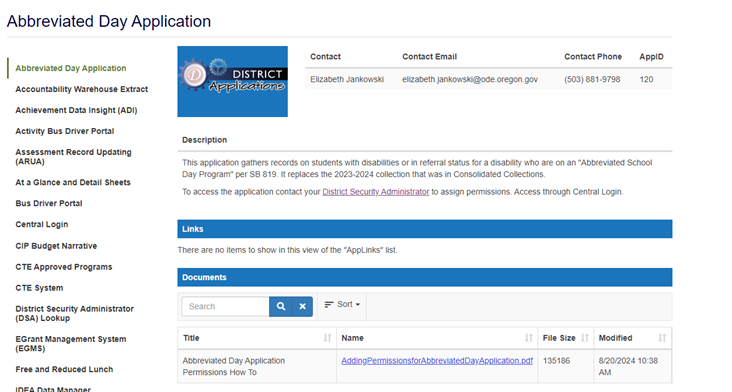 Abbreviated Day Application
Abbreviated Day Application
Accountability Warehouse Extract
Achievement Data Insight (ADI)
Activity Bus Driver Portal
Assessment Record Updating
(ARUA)
At a Glance and Detail Sheets
Bus Driver Portal
Central Login
CIP Budget Narrative
CTE Approved Programs
CTE System
District Security Administrator
(DSA) Lookup
EGrant Management System
(EGMS)
Free and Reduced Lunch
IDEA Data Manager
D DISTRICT
Applications
Contact Contact Email Contact Phone AppID
Elizabeth Jankowski elizabeth.jankowski@ode.oregon.gov (503) 881-9798 120
Description
This application gathers records on students with disabilities or in referral status for a disability who are on an "Abbreviated School
Day Program" per SB 819. It replaces the 2023-2024 collection that was in Consolidated Collections.
To access the application contact your District Security Administrator to assign permissions. Access through Central Login.
Links
There are no items to show in this view of the "AppLinks" list.
Documents
Search Sort
Title Name File Size Modified
Abbreviated Day Application AddingPermissionsforAbbreviatedDayApplication.pdf 135186 8/20/2024 10:38
Permissions How To AM